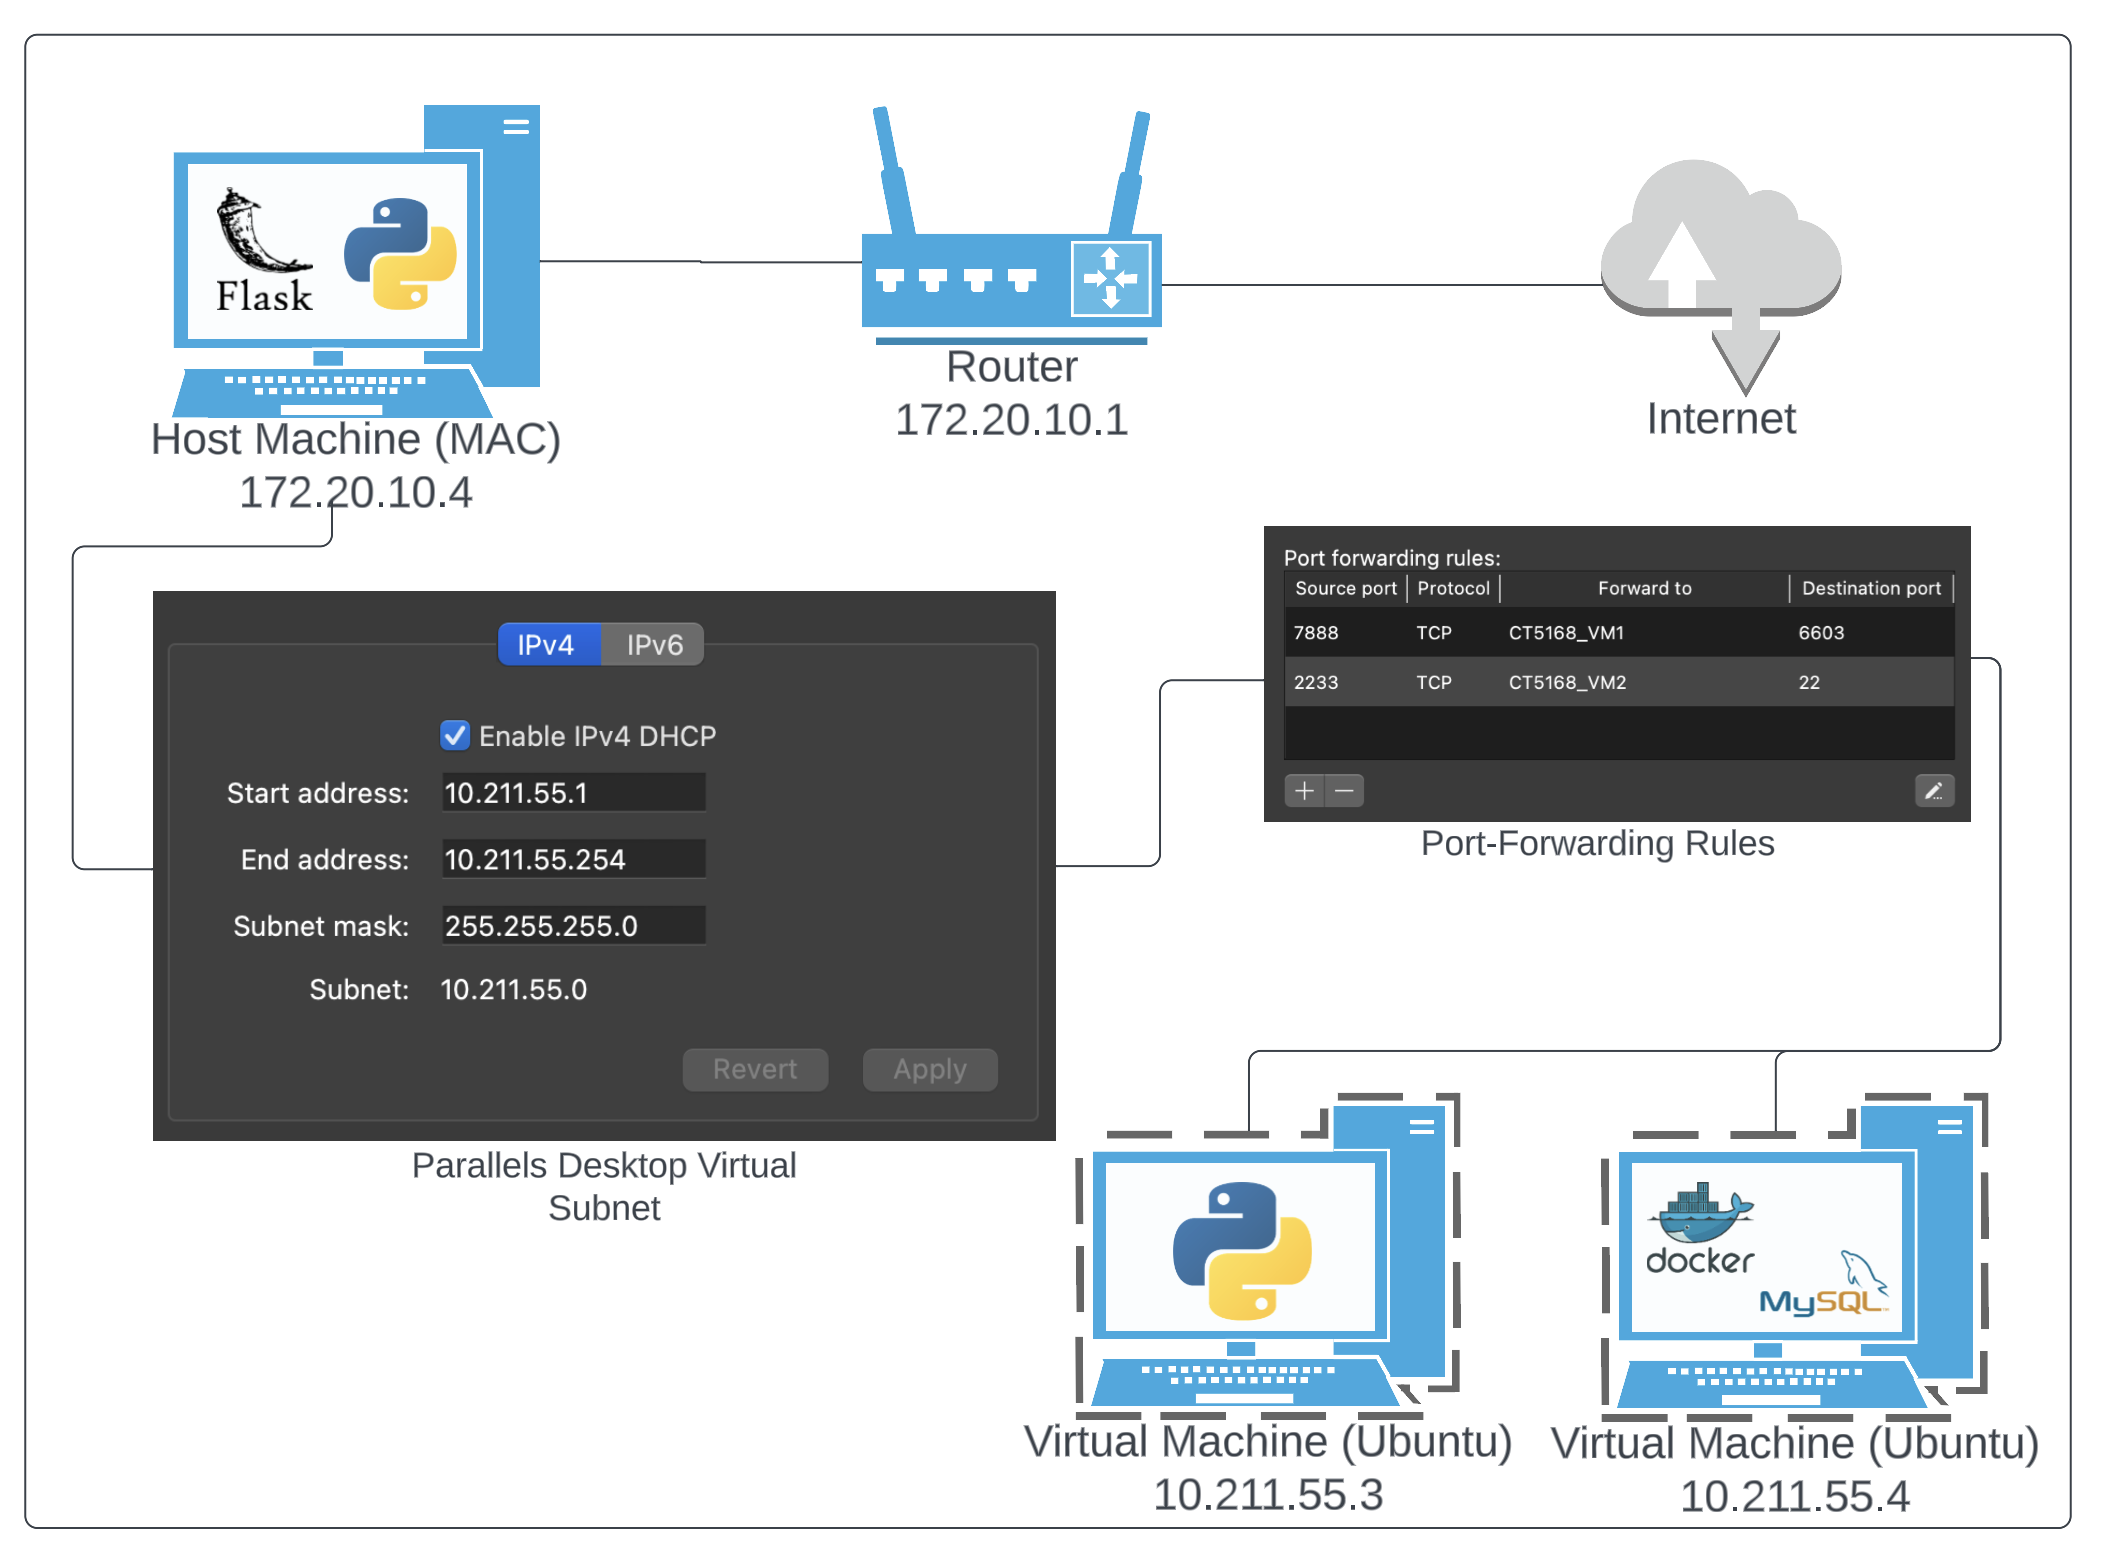 Flask
Host Machine (MAC)
172.20.10.4
Router
172.20.10.1
Internet
IPv4 IPv6
Enable IPv4 DHCP
Start address: 10.211.55.1
End address: 10.211.55.254
Subnet mask: 255.255.255.0
Subnet: 10.211.55.0
Revert Apply
Parallels Desktop Virtual
Subnet
Port forwarding rules:
Source port Protocol Forward to Destination port
7888 TCP CT5168_VM1 6603
2233 TCP CT5168_VM2 22
Port-Forwarding Rules
Virtual Machine (Ubuntu)
10.211.55.3
docker
MySQL
Virtual Machine (Ubuntu)
10.211.55.4